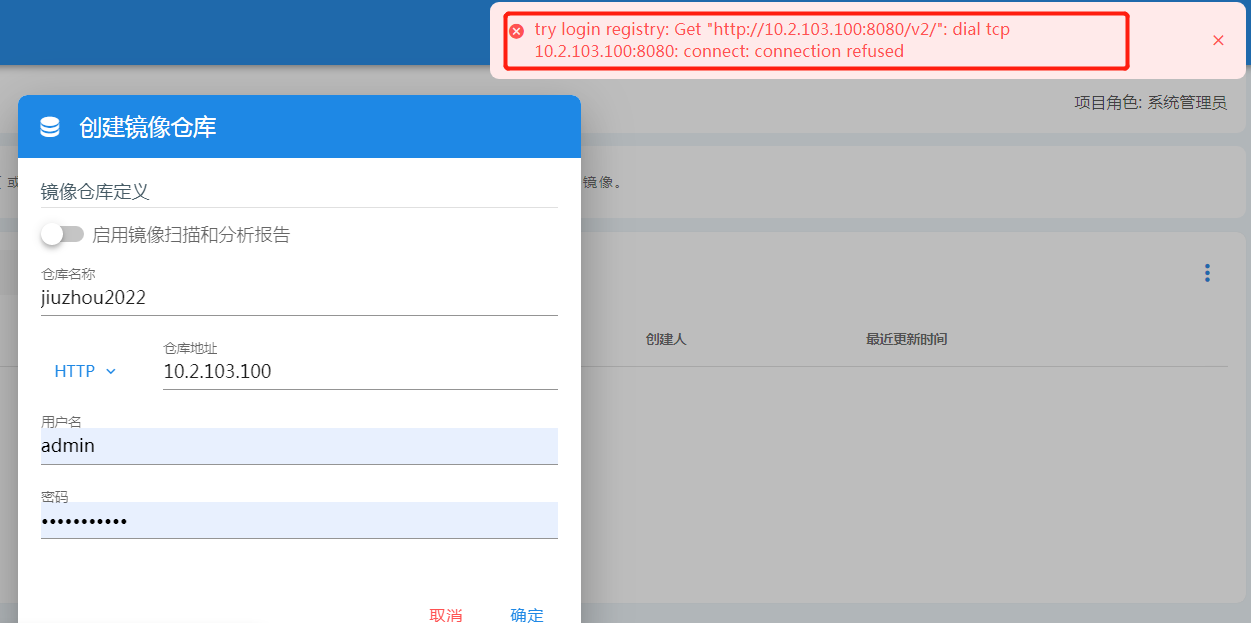 try login registry: Get "http://10.2.103.100:8080/v2/": dial tcp
10.2.103.100:8080: connect: connection refused
项目角色: 系统管理员
创建镜像仓库
镜像仓库定义
或
镜像。
启用镜像扫描和分析报告
仓库名称
jiuzhou2022
创建人
最近更新时间
仓库地址
HTTP
10.2.103.100
用户名
admin
密码
•••••••••••
取消
确定